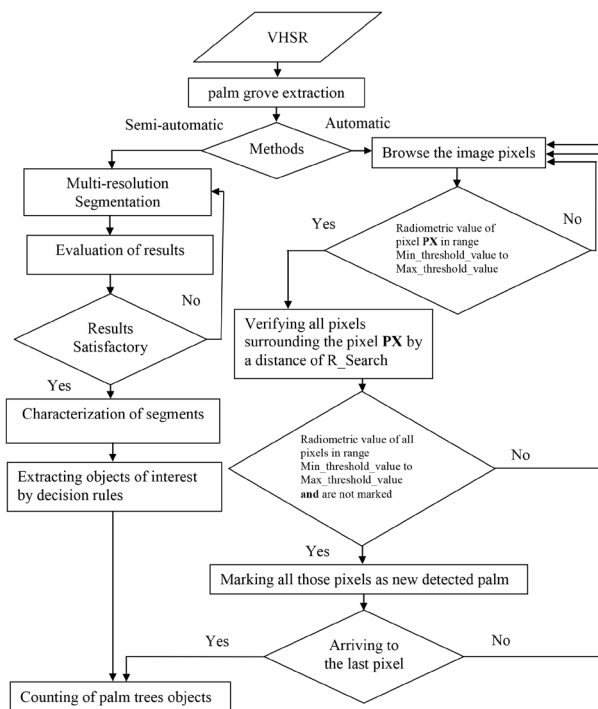 VHSR
palm grove extraction
Semi-automatic
Automatic
Methods
Browse the image pixels
Multi-resolution
Segmentation
Yes
No
Radiometric value of
pixel PX in range
Min_threshold_value to
Max_threshold_value
Evaluation of results
No
Results
Satisfactory
Verifying all pixels
surrounding the pixel PX by
a distance of R_Search
Yes
Characterization of segments
Radiometric value of all
pixels in range
Min_threshold_value to
Max_threshold_value
and are not marked
No
Extracting objects of interest
by decision rules
Yes
Marking all those pixels as new detected palm
Yes
No
Arriving to
the last pixel
Counting of palm trees objects